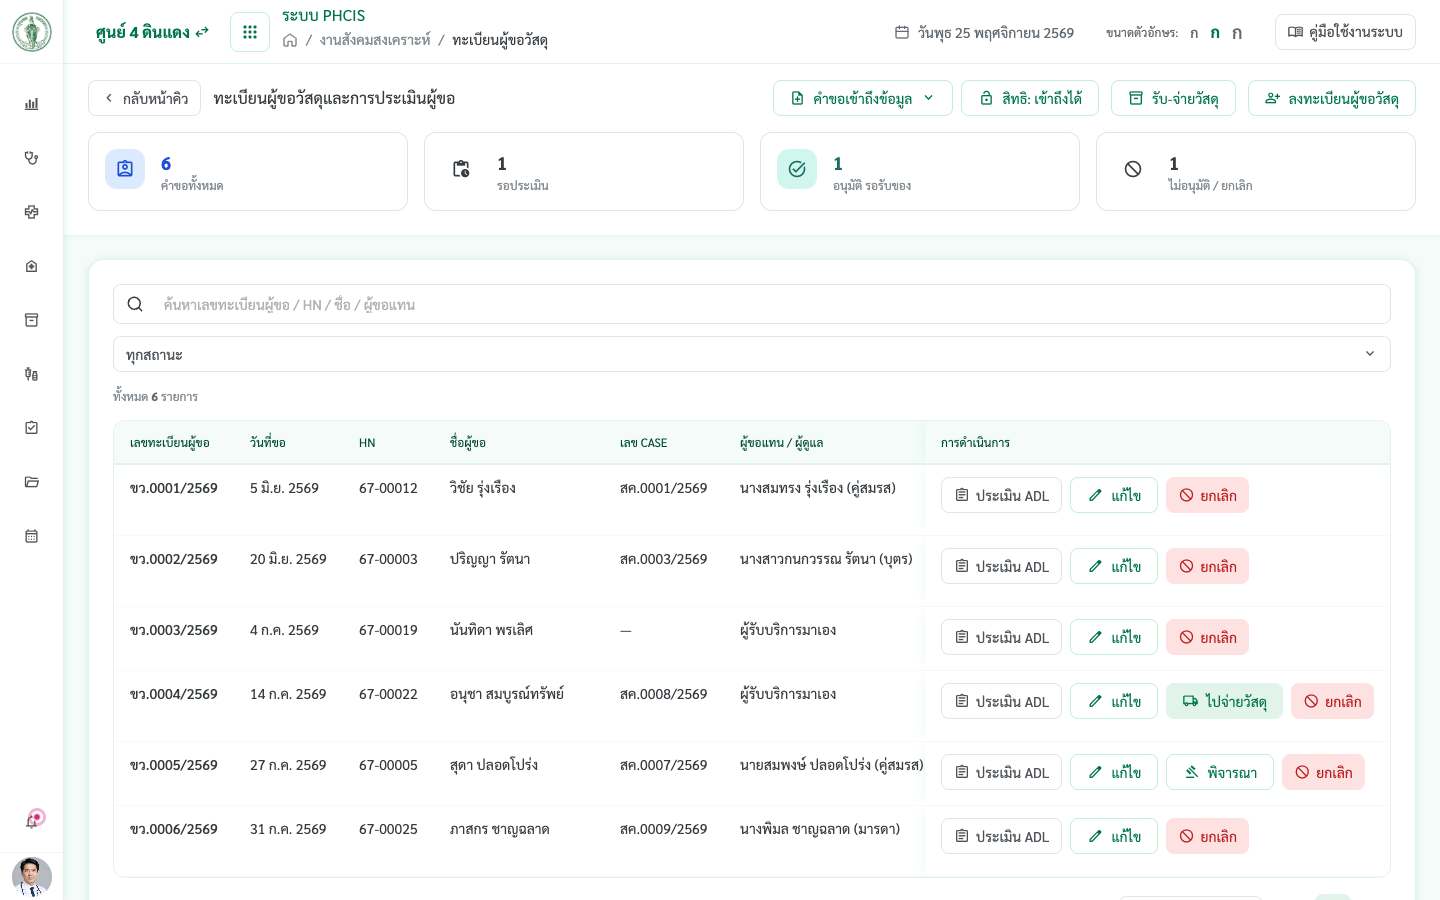 ศูนย์ 4 ดินแดง
ระบบ PHCIS
/ งานสังคมสงเคราะห์ / ทะเบียนผู้ขอวัสดุ
วันพุธ 25 พฤศจิกายน 2569
ขนาดตัวอักษร: ก ก ก
คู่มือใช้งานระบบ
กลับหน้าคิว
ทะเบียนผู้ขอวัสดุและการประเมินผู้ขอ
คำขอเข้าถึงข้อมูล
สิทธิ: เข้าถึงได้
รับ-จ่ายวัสดุ
ลงทะเบียนผู้ขอวัสดุ
6
คำขอทั้งหมด
1
รอประเมิน
1
อนุมัติ รอรับของ
1
ไม่อนุมัติ / ยกเลิก
ค้นหาเลขทะเบียนผู้ขอ / HN / ชื่อ / ผู้ขอแทน
ทุกสถานะ
ทั้งหมด 6 รายการ
เลขทะเบียนผู้ขอ วันที่ขอ HN ชื่อผู้ขอ เลข CASE ผู้ขอแทน / ผู้ดูแล การดำเนินการ
ขว.0001/2569 5 มิ.ย. 2569 67-00012 วิชัย รุ่งเรือง สค.0001/2569 นางสมทรง รุ่งเรือง (คู่สมรส) ประเมิน ADL แก้ไข ยกเลิก
ขว.0002/2569 20 มิ.ย. 2569 67-00003 ปริญญา รัตนา สค.0003/2569 นางสาวกนกวรรณ รัตนา (บุตร) ประเมิน ADL แก้ไข ยกเลิก
ขว.0003/2569 4 ก.ค. 2569 67-00019 นันทิดา พรเลิศ — ผู้รับบริการมาเอง ประเมิน ADL แก้ไข ยกเลิก
ขว.0004/2569 14 ก.ค. 2569 67-00022 อนุชา สมบูรณ์ทรัพย์ สค.0008/2569 ผู้รับบริการมาเอง ประเมิน ADL แก้ไข ไปจ่ายวัสดุ ยกเลิก
ขว.0005/2569 27 ก.ค. 2569 67-00005 สุดา ปลอดโปร่ง สค.0007/2569 นายสมพงษ์ ปลอดโปร่ง (คู่สมรส) ประเมิน ADL แก้ไข พิจารณา ยกเลิก
ขว.0006/2569 31 ก.ค. 2569 67-00025 ภาสกร ชาญฉลาด สค.0009/2569 นางพิมล ชาญฉลาด (มารดา) ประเมิน ADL แก้ไข ยกเลิก